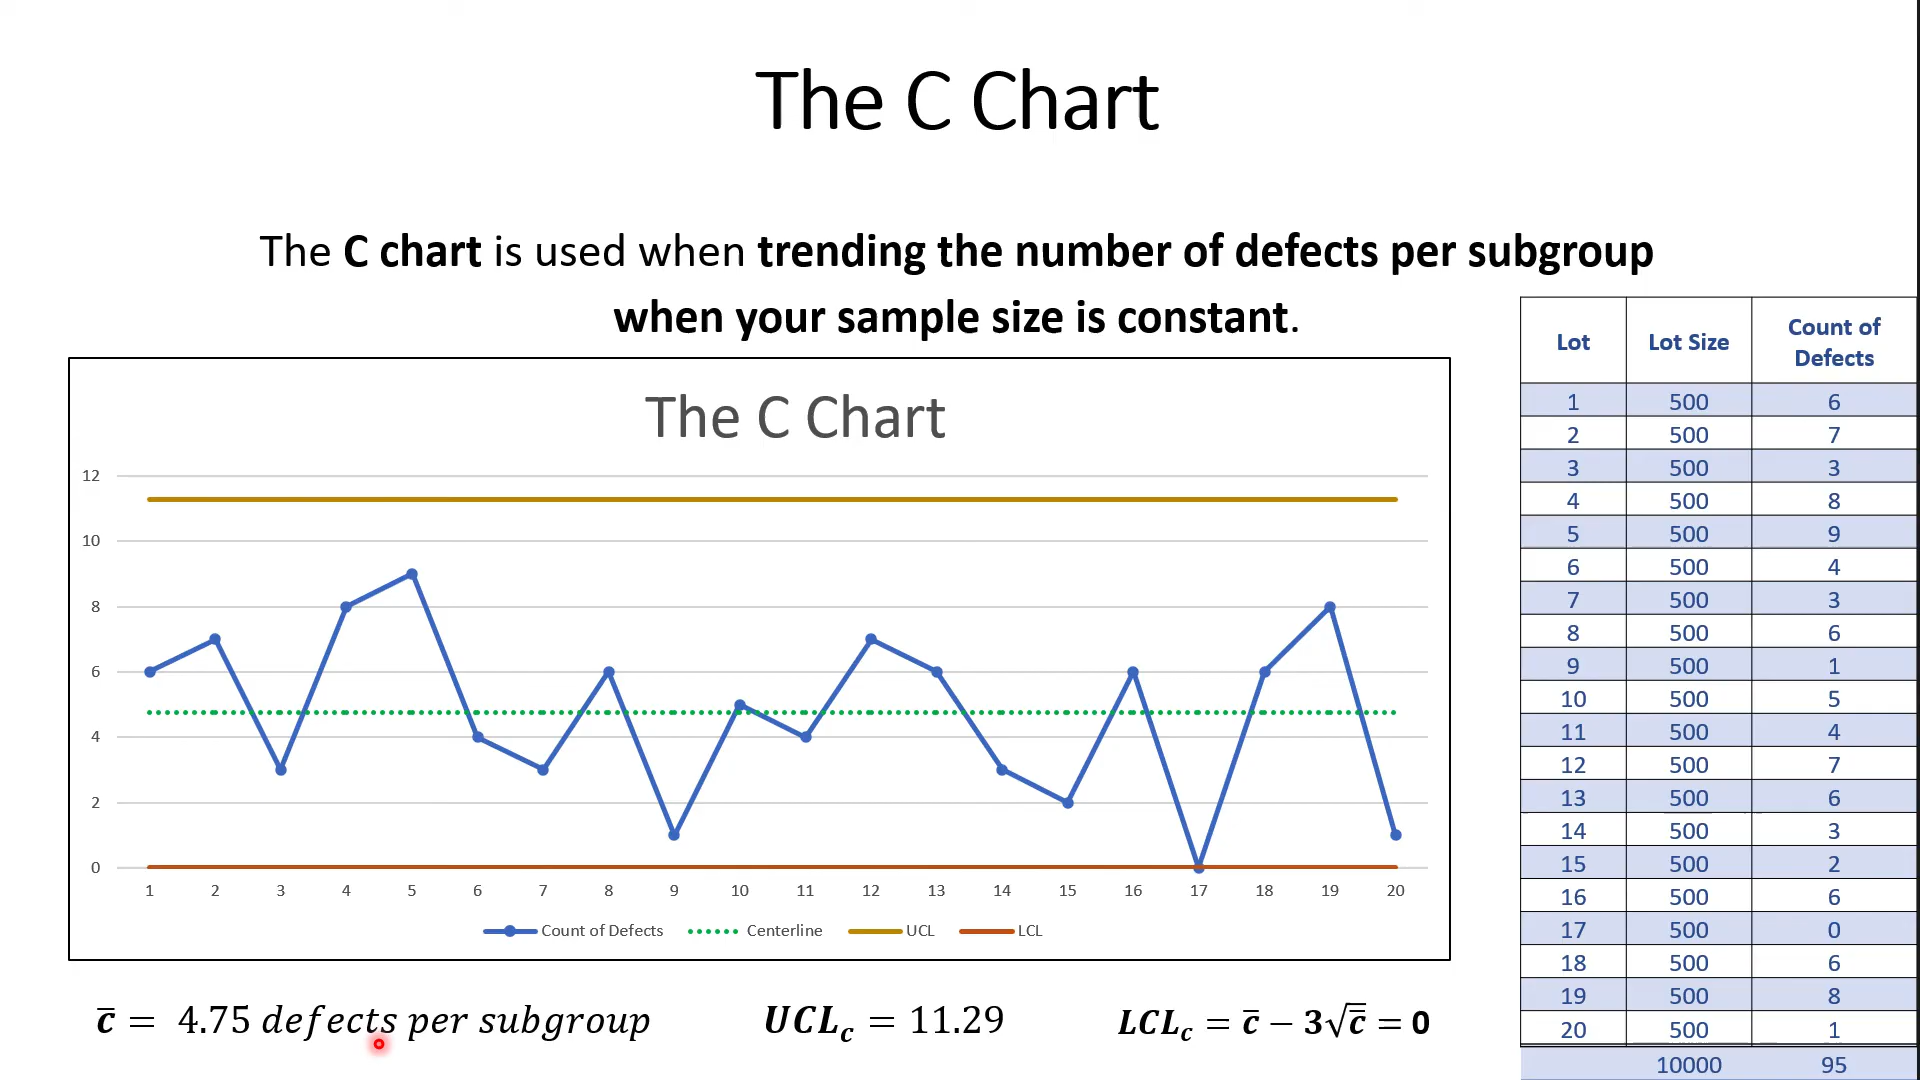 The C Chart
The C chart is used when trending the number of defects per subgroup
when your sample size is constant.
The C Chart
12
10
8
6
4
2
0
1 2 3 4 5 6 7 8 9 10 11 12 13 14 15 16 17 18 19 20
Count of Defects Centerline UCL LCL
c̅ = 4.75 defects per subgroup UCL_c = 11.29 LCL_c = c̅ − 3√c̅ = 0
Lot Lot Size Count of Defects
1 500 6
2 500 7
3 500 3
4 500 8
5 500 9
6 500 4
7 500 3
8 500 6
9 500 1
10 500 5
11 500 4
12 500 7
13 500 6
14 500 3
15 500 2
16 500 6
17 500 0
18 500 6
19 500 8
20 500 1
10000 95